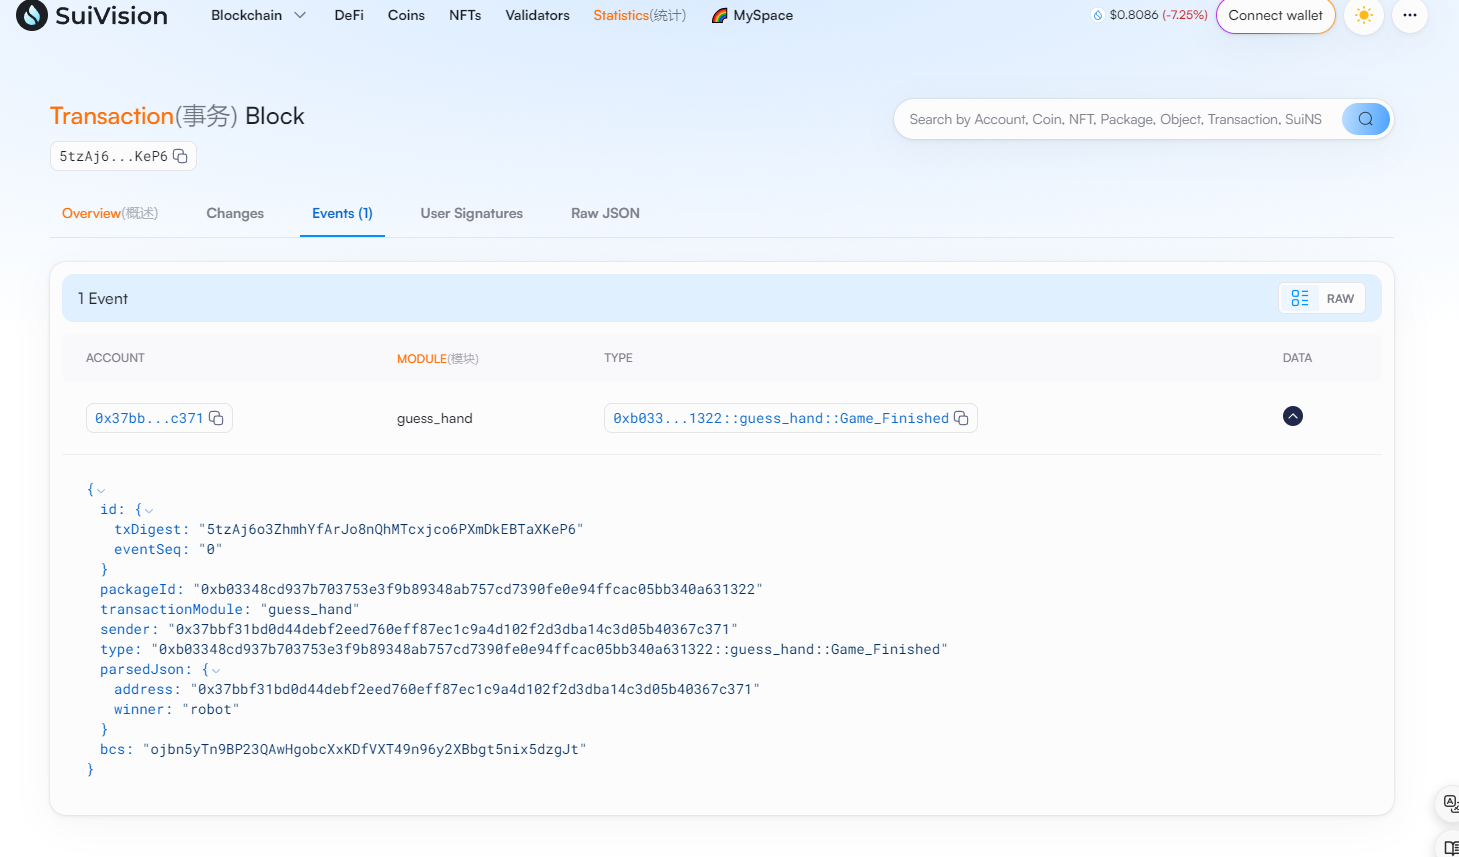 SuiVision
Blockchain DeFi Coins NFTs Validators Statistics(统计) MySpace $0.8086 (-7.25%) Connect wallet
Transaction(事务) Block
Search by Account, Coin, NFT, Package, Object, Transaction, SuiNS
5tzAj6...KeP6
Overview(概述) Changes Events (1) User Signatures Raw JSON
1 Event RAW
ACCOUNT MODULE(模块) TYPE DATA
0x37bb...c371 guess_hand 0xb033...1322::guess_hand::Game_Finished
{
id: {
txDigest: "5tzAj6o3ZhmhYfArJo8nQhMTcxjco6PXmDkEBTaXKeP6"
eventSeq: "0"
}
packageId: "0xb03348cd937b703753e3f9b89348ab757cd7390fe0e94ffcac05bb340a631322"
transactionModule: "guess_hand"
sender: "0x37bbf31bd0d44debf2eed760eff87ec1c9a4d102f2d3dba14c3d05b40367c371"
type: "0xb03348cd937b703753e3f9b89348ab757cd7390fe0e94ffcac05bb340a631322::guess_hand::Game_Finished"
parsedJson: {
address: "0x37bbf31bd0d44debf2eed760eff87ec1c9a4d102f2d3dba14c3d05b40367c371"
winner: "robot"
}
bcs: "ojbn5yTn9BP23QAwHgobcXxKDfVXT49n96y2XBbgt5nix5dzgJt"
}